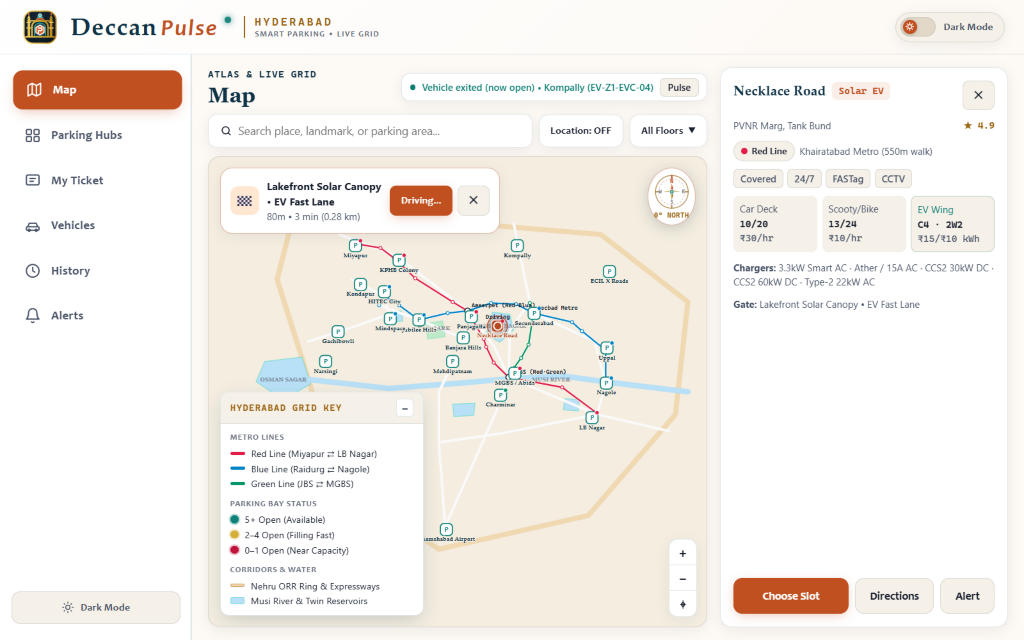 Deccan Pulse
HYDERABAD
SMART PARKING • LIVE GRID
Dark Mode
Map
Parking Hubs
My Ticket
Vehicles
History
Alerts
Dark Mode
ATLAS & LIVE GRID
Map
Vehicle exited (now open) • Kompally (EV-Z1-EVC-04)
Pulse
Search place, landmark, or parking area...
Location: OFF
All Floors ▼
Lakefront Solar Canopy
• EV Fast Lane
80m • 3 min (0.28 km)
Driving...
✕
N
0° NORTH
Miyapur
KPHB Colony
Kompally
ECIL X Roads
Kondapur
HITEC City
Ameerpet (Red-Blue)
Secunderabad
Driving
Necklace Road
Banjara Hills
Gachibowli
Narsingi
Mehdipatnam
Uppal
Nagole
OSMAN SAGAR
MUSI RIVER
MGBS / Abids
Charminar
LB Nagar
HYDERABAD GRID KEY
–
METRO LINES
Red Line (Miyapur ⇄ LB Nagar)
Blue Line (Raidurg ⇄ Nagole)
Green Line (JBS ⇄ MGBS)
PARKING BAY STATUS
5+ Open (Available)
2–4 Open (Filling Fast)
0–1 Open (Near Capacity)
CORRIDORS & WATER
Nehru ORR Ring & Expressways
Musi River & Twin Reservoirs
Airport
+
−
Necklace Road
Solar EV
✕
PVNR Marg, Tank Bund
★ 4.9
Red Line
Khairatabad Metro (550m walk)
Covered
24/7
FASTag
CCTV
Car Deck
10/20
₹30/hr
Scooty/Bike
13/24
₹10/hr
EV Wing
C4 · 2W2
₹15/₹10 kWh
Chargers: 3.3kW Smart AC · Ather / 15A AC · CCS2 30kW DC ·
CCS2 60kW DC · Type-2 22kW AC
Gate: Lakefront Solar Canopy • EV Fast Lane
Choose Slot
Directions
Alert